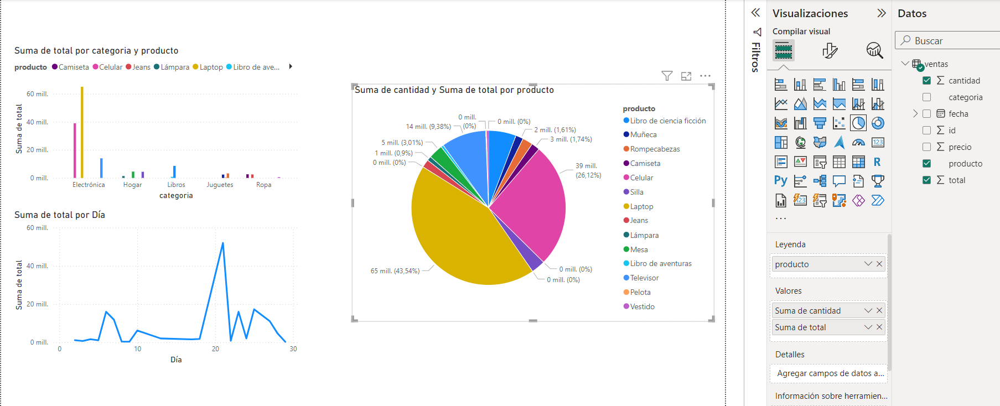 Suma de total por categoria y producto
producto Camiseta Celular Jeans Lámpara Laptop Libro de ave...
Suma de total
60 mill.
40 mill.
20 mill.
0 mill.
Electrónica Hogar Libros Juguetes Ropa
categoria
Suma de total por Día
Suma de total
60 mill.
40 mill.
20 mill.
0 mill.
0 10 20 30
Día
Suma de cantidad y Suma de total por producto
0 mill.
(0%)
0 mill. (0%)
14 mill. (9,38%)
2 mill. (1,61%)
5 mill. (3,01%)
3 mill. (1,74%)
1 mill. (0,9%)
0 mill. (0%)
39 mill.
(26,12%)
65 mill. (43,54%)
0 mill. (0%)
0 mill. (0%)
producto
Libro de ciencia ficción
Muñeca
Rompecabezas
Camiseta
Celular
Silla
Laptop
Jeans
Lámpara
Mesa
Libro de aventuras
Televisor
Pelota
Vestido
Filtros
Visualizaciones
Compilar visual
123
R
Py
123
...
Leyenda
producto
Valores
Suma de cantidad
Suma de total
Detalles
Agregar campos de datos a...
Información sobre herramien...
Datos
Buscar
ventas
cantidad
categoria
fecha
id
precio
producto
total